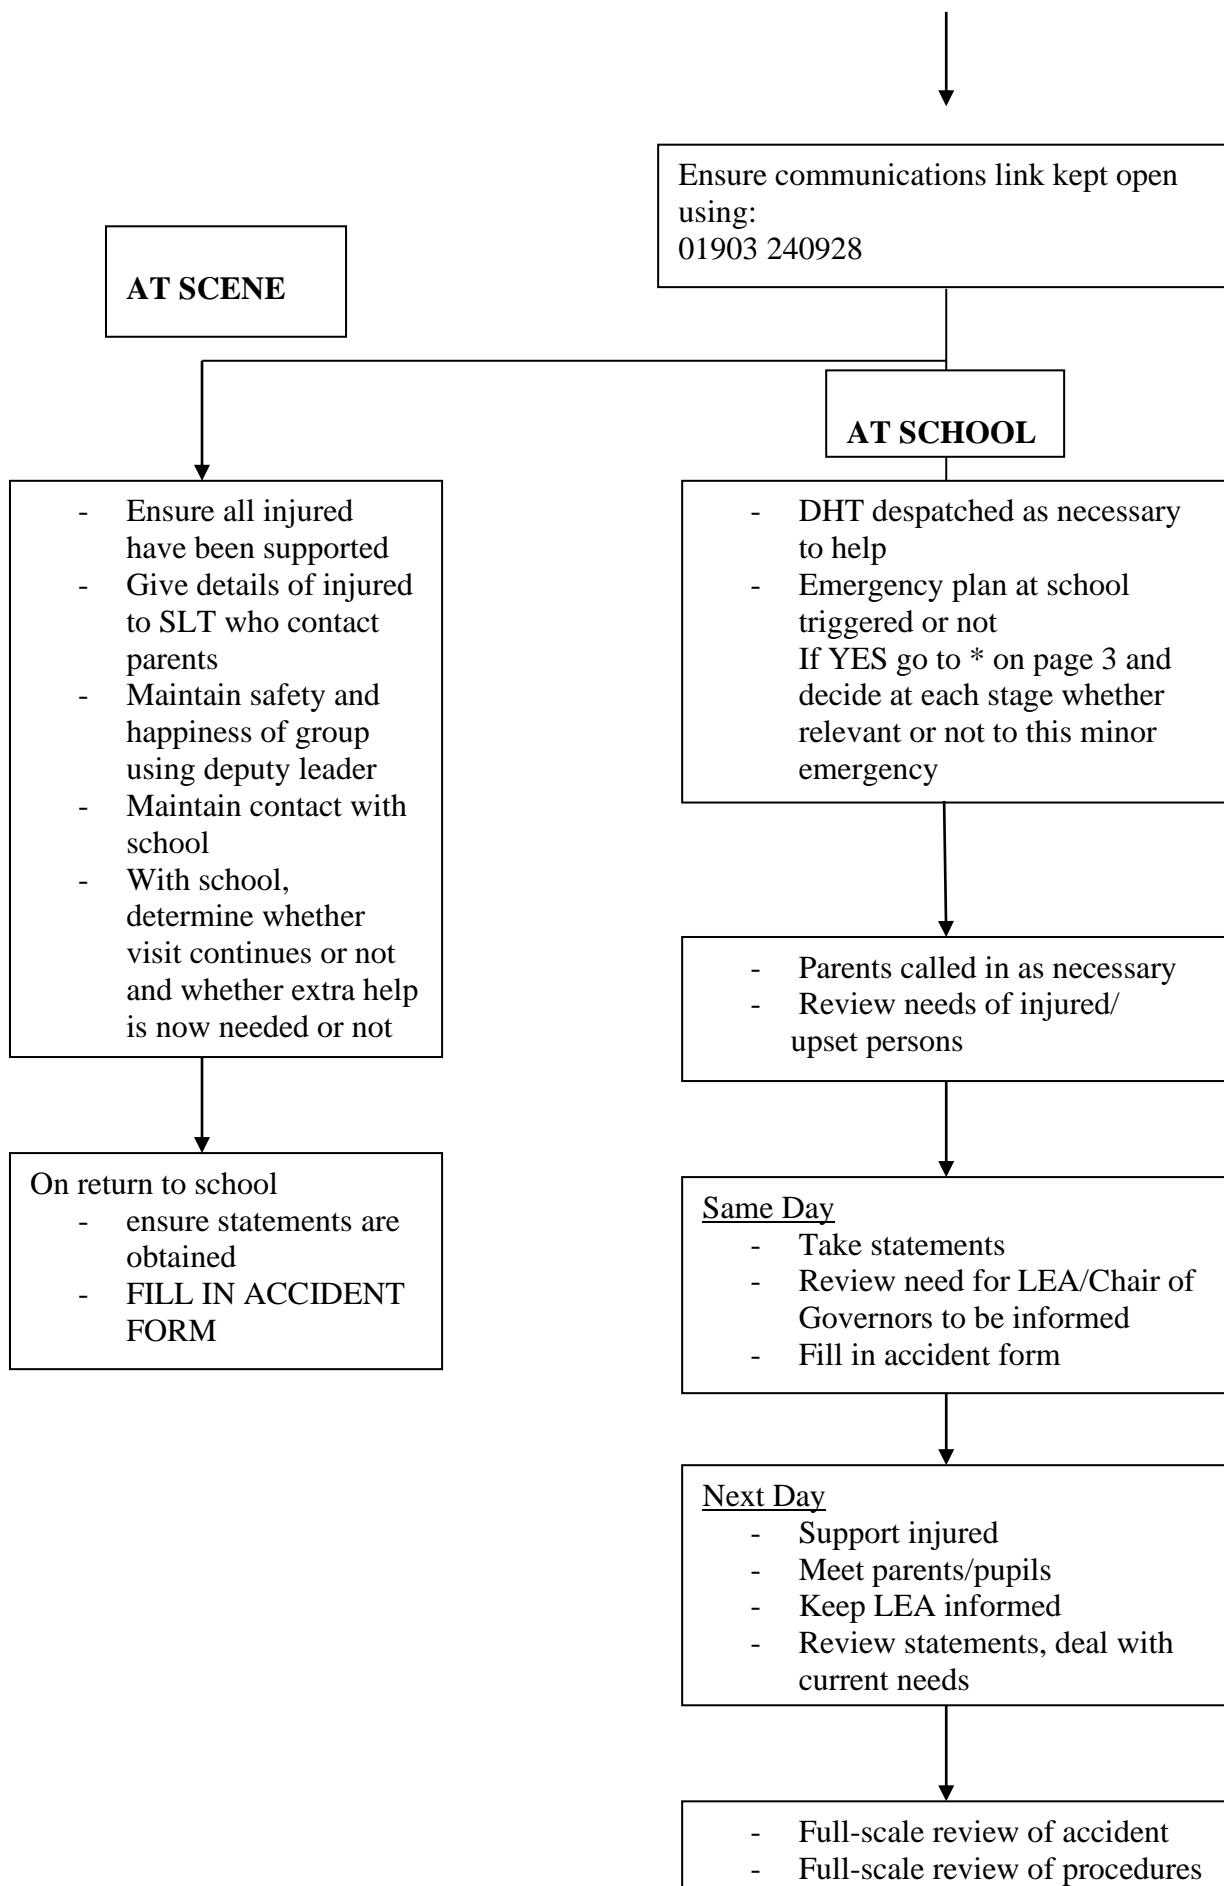 Ensure communications link kept open
using:
01903 240928
AT SCENE
AT SCHOOL
- Ensure all injured
have been supported
- Give details of injured
to SLT who contact
parents
- Maintain safety and
happiness of group
using deputy leader
- Maintain contact with
school
- With school,
determine whether
visit continues or not
and whether extra help
is now needed or not
On return to school
- ensure statements are
obtained
- FILL IN ACCIDENT
FORM
- DHT despatched as necessary
to help
- Emergency plan at school
triggered or not
If YES go to * on page 3 and
decide at each stage whether
relevant or not to this minor
emergency
- Parents called in as necessary
- Review needs of injured/
upset persons
Same Day
- Take statements
- Review need for LEA/Chair of
Governors to be informed
- Fill in accident form
Next Day
- Support injured
- Meet parents/pupils
- Keep LEA informed
- Review statements, deal with
current needs
- Full-scale review of accident
- Full-scale review of procedures